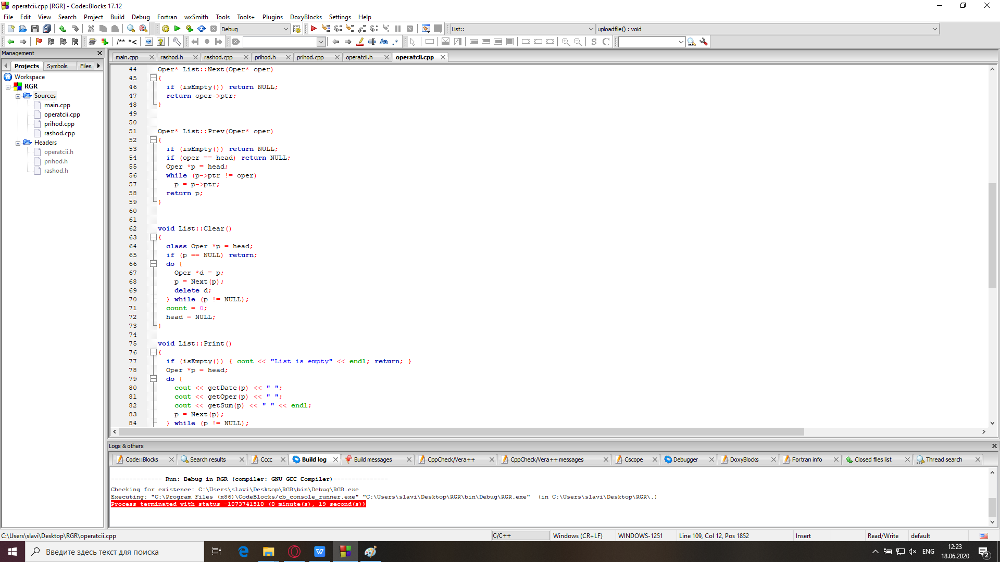 operatcii.cpp [RGR] - Code::Blocks 17.12
File Edit View Search Project Build Debug Fortran wxSmith Tools Tools+ Plugins DoxyBlocks Settings Help
Debug List:: uploadfile() : void
/** *< Aa .* S C
Management
main.cpp rashod.h rashod.cpp prihod.h prihod.cpp operatcii.h operatcii.cpp
Projects Symbols Files
Workspace
RGR
Sources
main.cpp
operatcii.cpp
prihod.cpp
rashod.cpp
Headers
operatcii.h
prihod.h
rashod.h
44 Oper* List::Next(Oper* oper)
45 {
46 if (isEmpty()) return NULL;
47 return oper->ptr;
48 }
49
50
51 Oper* List::Prev(Oper* oper)
52 {
53 if (isEmpty()) return NULL;
54 if (oper == head) return NULL;
55 Oper *p = head;
56 while (p->ptr != oper)
57 p = p->ptr;
58 return p;
59 }
60
61
62 void List::Clear()
63 {
64 class Oper *p = head;
65 if (p == NULL) return;
66 do {
67 Oper *d = p;
68 p = Next(p);
69 delete d;
70 } while (p != NULL);
71 count = 0;
72 head = NULL;
73 }
74
75 void List::Print()
76 {
77 if (isEmpty()) { cout << "List is empty" << endl; return; }
78 Oper *p = head;
79 do {
80 cout << getDate(p) << " ";
81 cout << getOper(p) << " ";
82 cout << getSum(p) << " " << endl;
83 p = Next(p);
84 } while (p != NULL);
Logs & others
Code::Blocks Search results Cccc Build log Build messages CppCheck/Vera++ CppCheck/Vera++ messages Cscope Debugger DoxyBlocks Fortran info Closed files list Thread search
-------------- Run: Debug in RGR (compiler: GNU GCC Compiler)---------------
Checking for existence: C:\Users\slavi\Desktop\RGR\bin\Debug\RGR.exe
Executing: "C:\Program Files (x86)\CodeBlocks/cb_console_runner.exe" "C:\Users\slavi\Desktop\RGR\bin\Debug\RGR.exe"  (in C:\Users\slavi\Desktop\RGR\.)
Process terminated with status -1073741510 (0 minute(s), 19 second(s))
C:\Users\slavi\Desktop\RGR\operatcii.cpp C/C++ Windows (CR+LF) WINDOWS-1251 Line 109, Col 12, Pos 1852 Insert Read/Write default
Введите здесь текст для поиска
ENG
12:23
18.06.2020
2